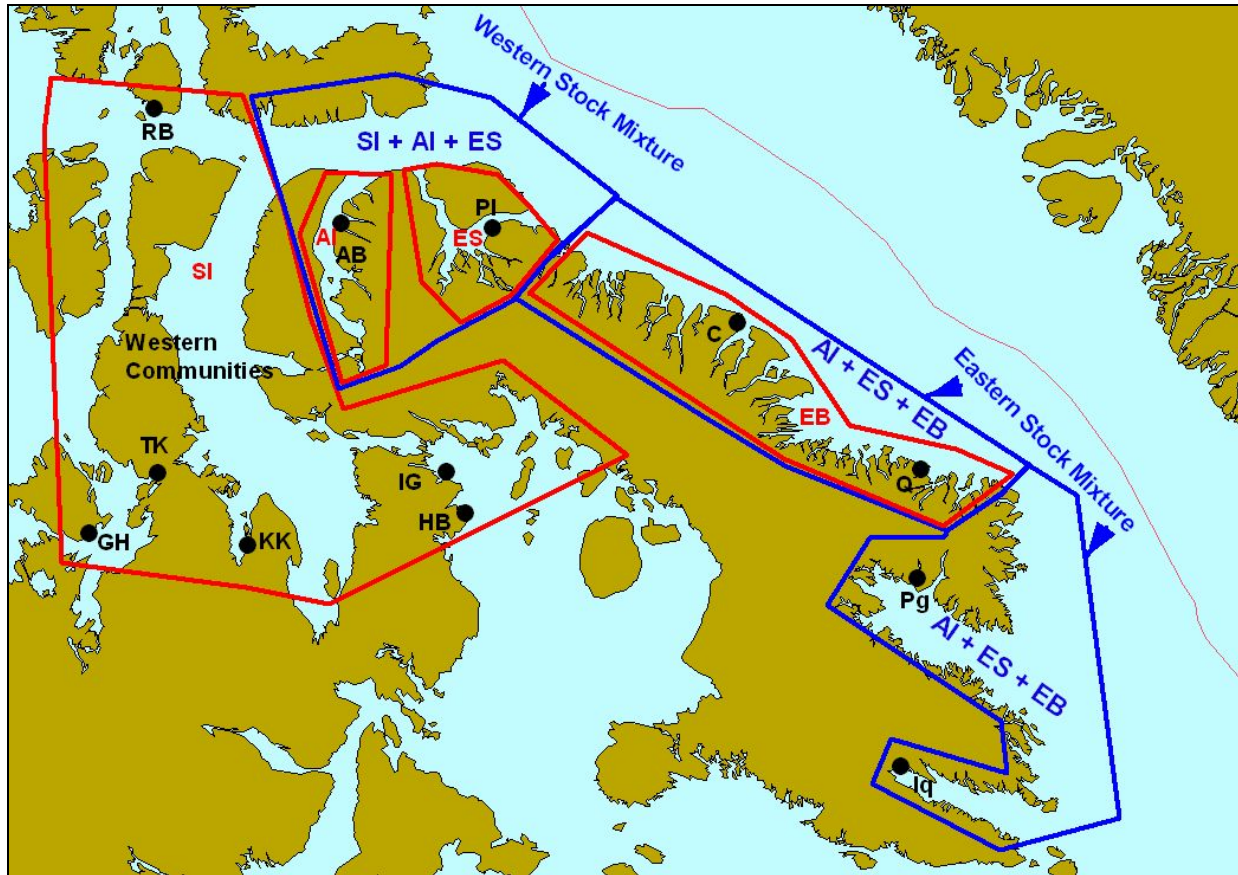 Western Stock Mixture
RB
SI + AI + ES
PI
AI
ES
AB
SI
C
Western
Communities
AI + ES + EB
Eastern Stock Mixture
EB
TK
IG
Q
HB
GH
KK
Pg
AI + ES + EB
Iq